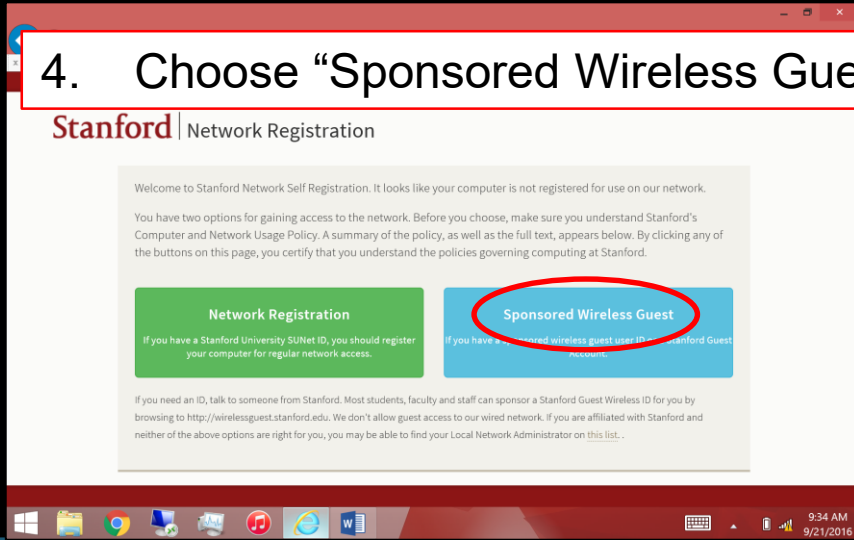 4. Choose “Sponsored Wireless Gue
Stanford Network Registration
Welcome to Stanford Network Self Registration. It looks like your computer is not registered for use on our network.
You have two options for gaining access to the network. Before you choose, make sure you understand Stanford's
Computer and Network Usage Policy. A summary of the policy, as well as the full text, appears below. By clicking any of
the buttons on this page, you certify that you understand the policies governing computing at Stanford.
Network Registration
If you have a Stanford University SUNet ID, you should register
your computer for regular network access.
Sponsored Wireless Guest
If you have a sponsored wireless guest user ID Stanford Guest
Account.
If you need an ID, talk to someone from Stanford. Most students, faculty and staff can sponsor a Stanford Guest Wireless ID for you by
browsing to http://wirelessguest.stanford.edu. We don't allow guest access to our wired network. If you are affiliated with Stanford and
neither of the above options are right for you, you may be able to find your Local Network Administrator on this list. .
9:34 AM
9/21/2016